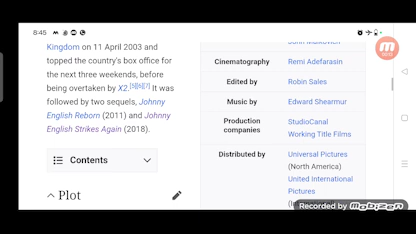 8:45
Kingdom on 11 April 2003 and
topped the country's box office for
the next three weekends, before
being overtaken by X2.[5][6][7] It was
followed by two sequels, Johnny
English Reborn (2011) and Johnny
English Strikes Again (2018).
Contents
Plot
John Malkovich
Cinematography Remi Adefarasin
Edited by Robin Sales
Music by Edward Shearmur
Production StudioCanal
companies Working Title Films
Distributed by Universal Pictures
(North America)
United International
Pictures
Recorded by Mobizen